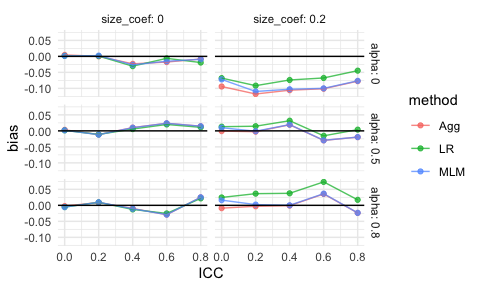 size_coef: 0 size_coef: 0.2
0.05
0.00
-0.05
-0.10
alpha: 0
0.05
0.00
-0.05
-0.10
alpha: 0.5
0.05
0.00
-0.05
-0.10
alpha: 0.8
bias
0.0 0.2 0.4 0.6 0.8 0.0 0.2 0.4 0.6 0.8
ICC
method
Agg
LR
MLM